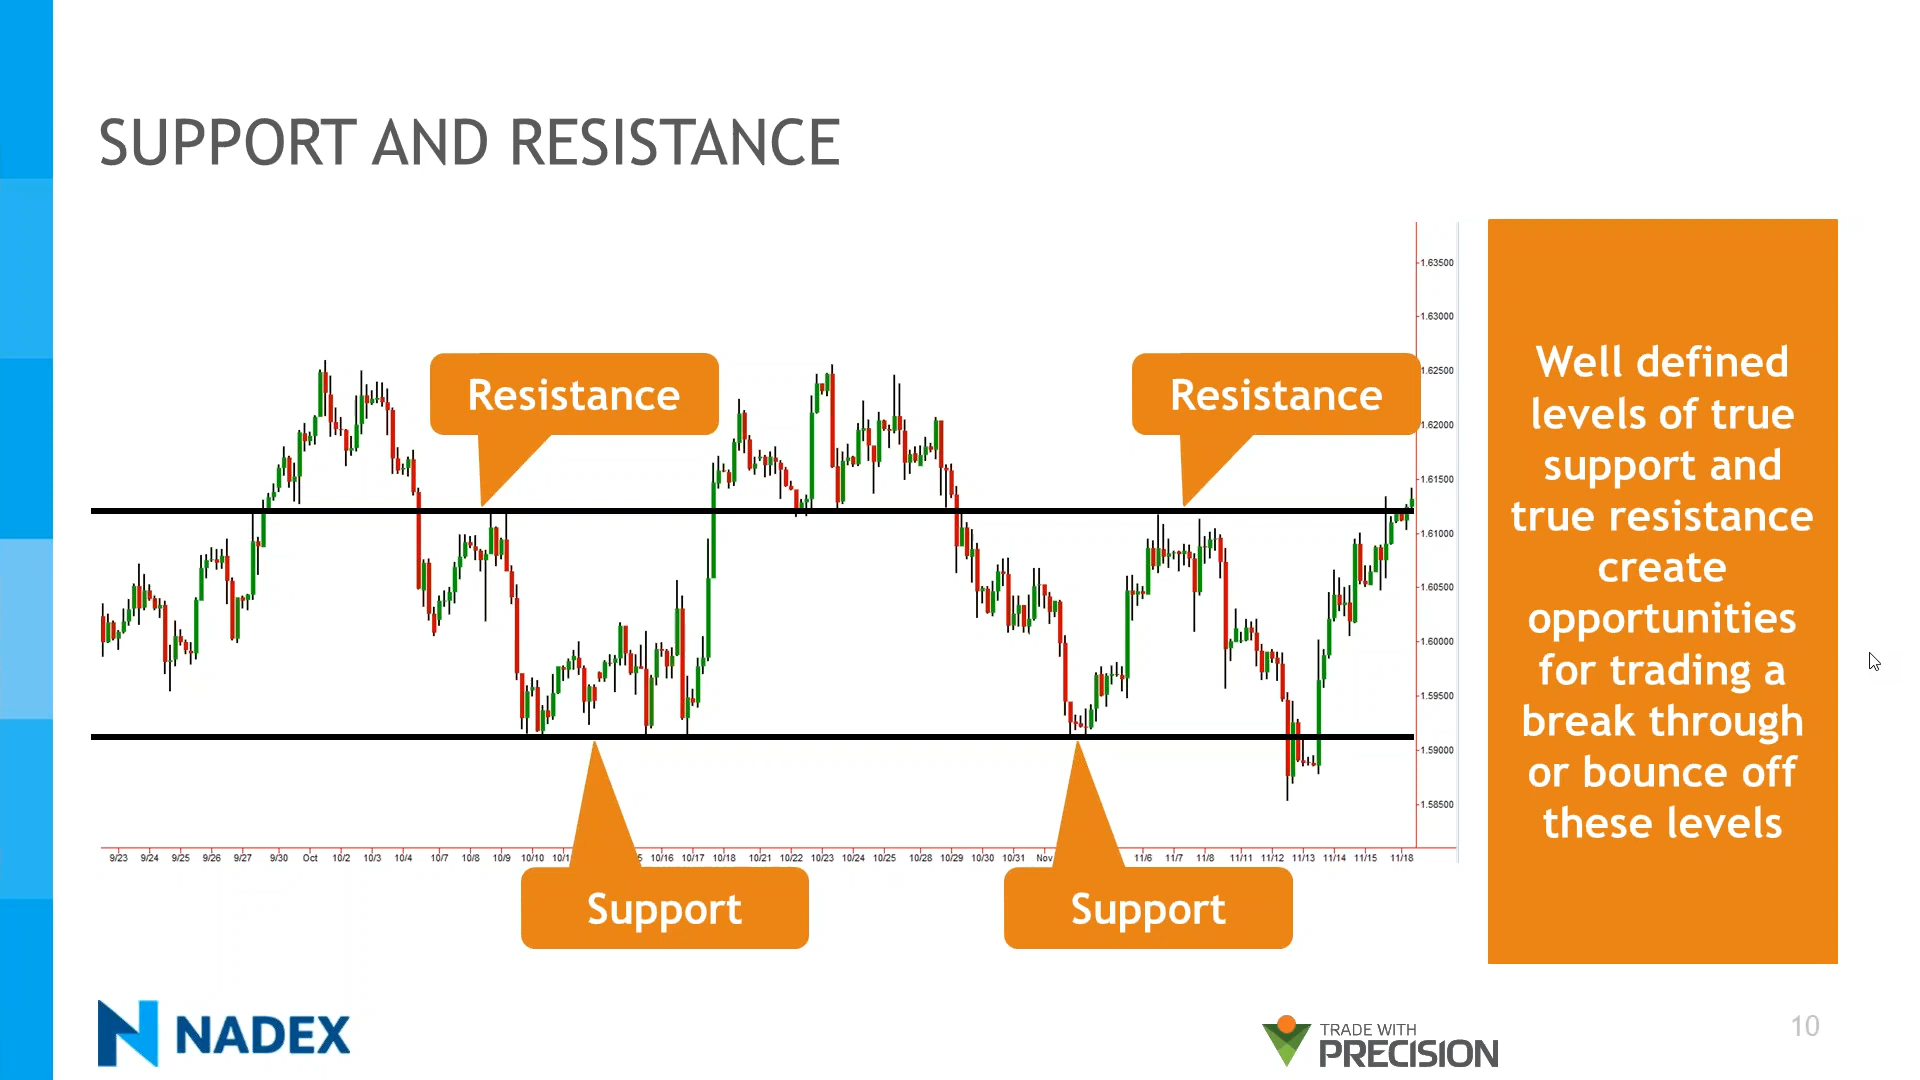 SUPPORT AND RESISTANCE
Resistance
Resistance
1.63500
1.63000
1.62500
1.62000
1.61500
1.61000
1.60500
1.60000
1.59500
1.59000
1.58500
9/23 9/24 9/25 9/26 9/27 9/30 Oct 10/2 10/3 10/4 10/7 10/8 10/9 10/10 10/16 10/17 10/18 10/21 10/22 10/23 10/24 10/25 10/28 10/29 10/30 10/31 Nov 11/6 11/7 11/8 11/11 11/12 11/13 11/14 11/15 11/18
Support
Support
Well defined
levels of true
support and
true resistance
create
opportunities
for trading a
break through
or bounce off
these levels
NADEX
TRADE WITH
PRECISION
10